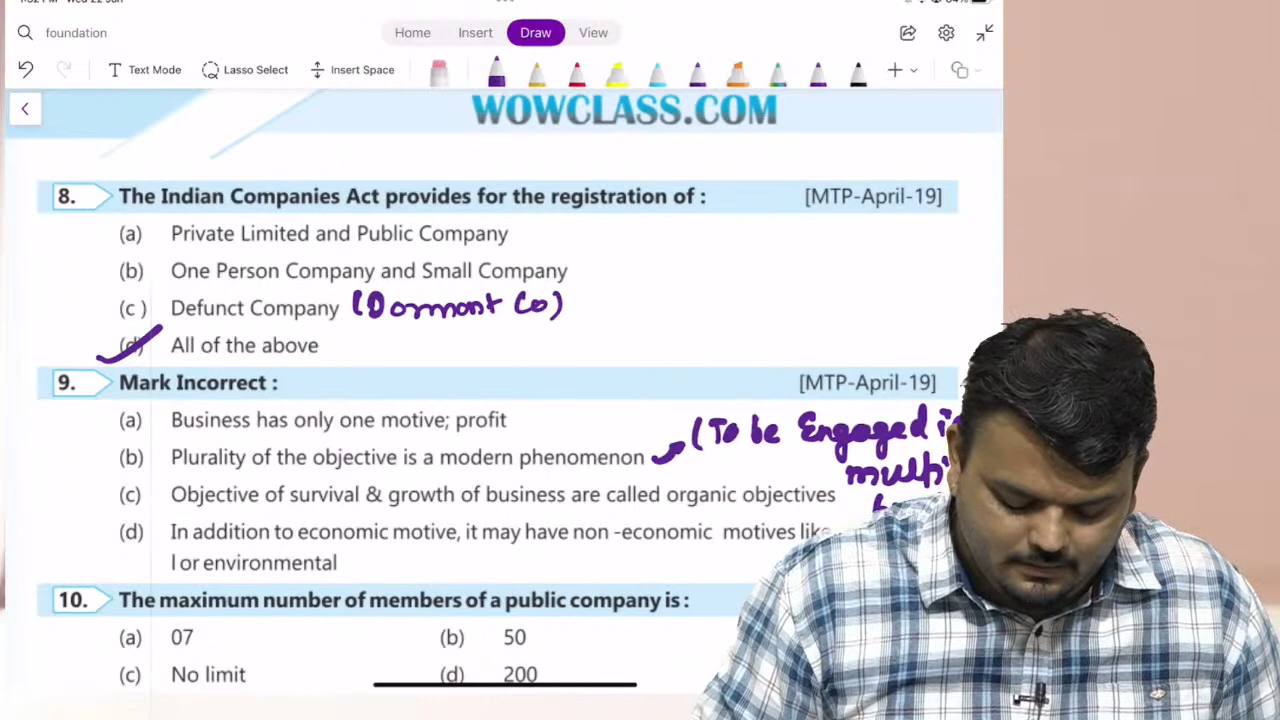 foundation
Home Insert Draw View
Text Mode Lasso Select Insert Space
WOWCLASS.COM
8. The Indian Companies Act provides for the registration of : [MTP-April-19]
(a) Private Limited and Public Company
(b) One Person Company and Small Company
(c ) Defunct Company (Dormant Co)
(d) All of the above
9. Mark Incorrect : [MTP-April-19]
(a) Business has only one motive; profit
(To be Engaged i
(b) Plurality of the objective is a modern phenomenon
multi
(c) Objective of survival & growth of business are called organic objectives
(d) In addition to economic motive, it may have non -economic motives like
l or environmental
10. The maximum number of members of a public company is :
(a) 07 (b) 50
(c) No limit (d) 200